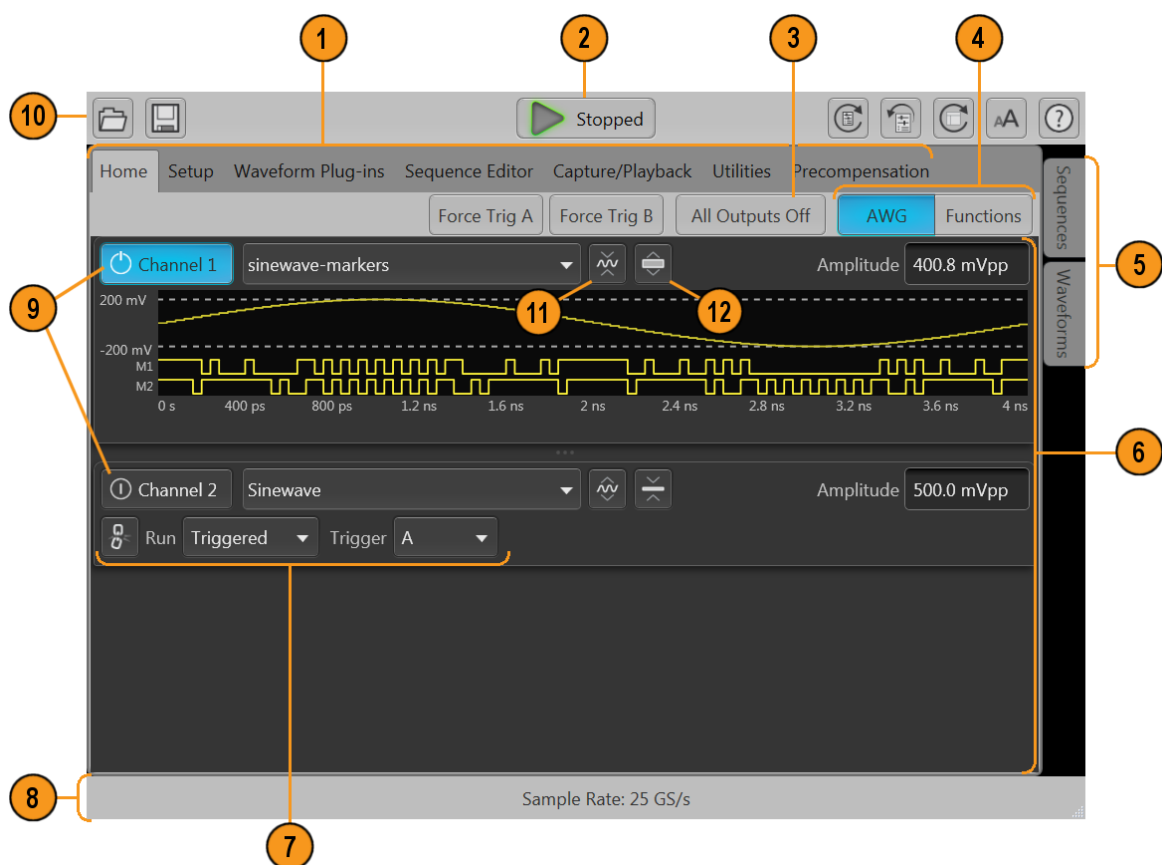 1
2
3
4
10
Stopped
AA
?
Home Setup Waveform Plug-ins Sequence Editor Capture/Playback Utilities Precompensation
Force Trig A Force Trig B All Outputs Off AWG Functions
Sequences
Waveforms
5
9
Channel 1 sinewave-markers Amplitude 400.8 mVpp
11
12
200 mV
-200 mV
M1
M2
0 s 400 ps 800 ps 1.2 ns 1.6 ns 2 ns 2.4 ns 2.8 ns 3.2 ns 3.6 ns 4 ns
6
Channel 2 Sinewave Amplitude 500.0 mVpp
Run Triggered Trigger A
8
Sample Rate: 25 GS/s
7